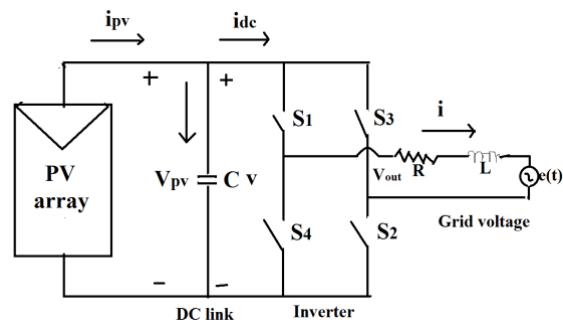 ipv
idc
+
+
S1
S3
i
PV
array
Vpv
C
v
Vout
R
L
e(t)
S4
S2
Grid voltage
−
−
DC link
Inverter